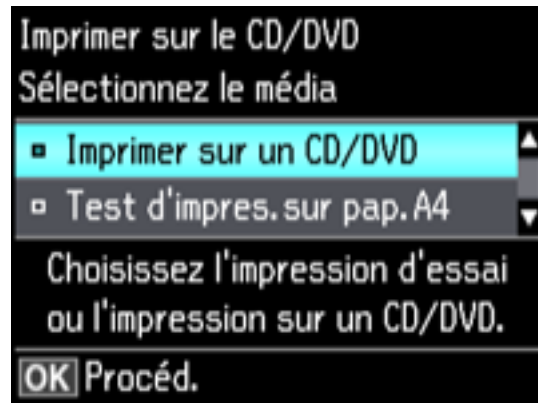 Imprimer sur le CD/DVD
Sélectionnez le média
Imprimer sur un CD/DVD
Test d'impres.sur pap.A4
Choisissez l'impression d'essai
ou l'impression sur un CD/DVD.
OK Procéd.